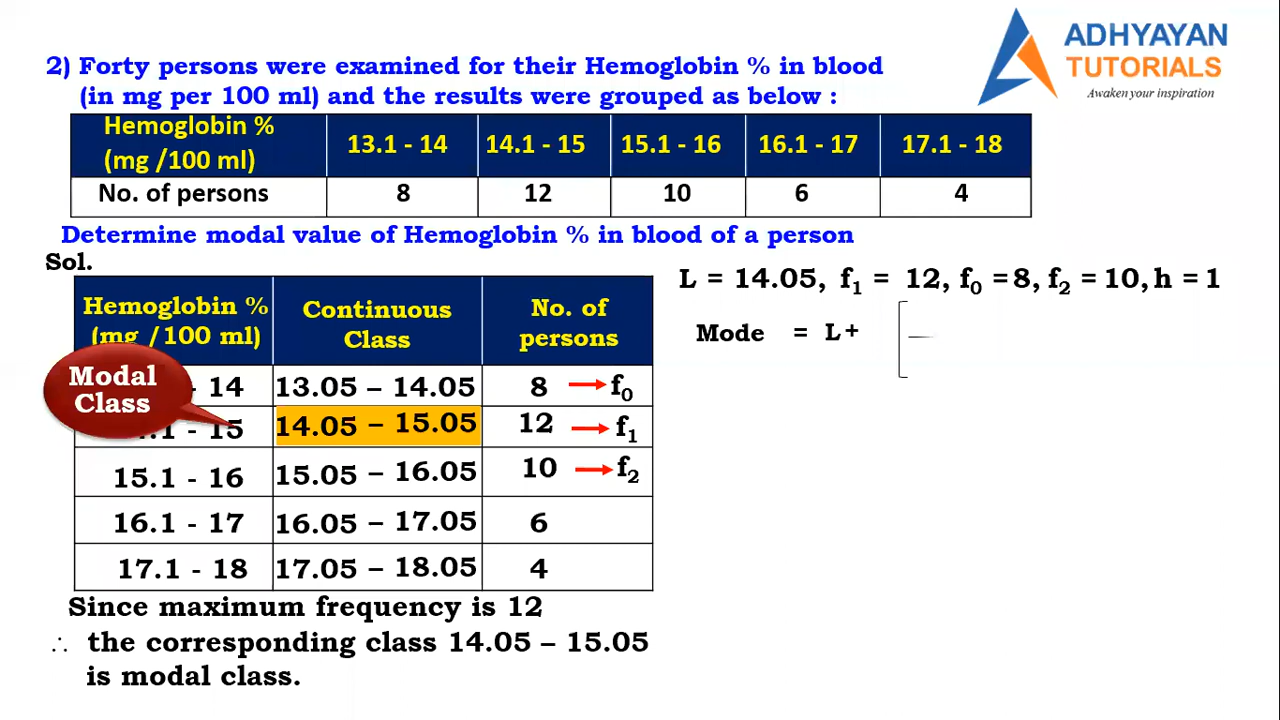 ADHYAYAN
TUTORIALS
Awaken your inspiration
2) Forty persons were examined for their Hemoglobin % in blood
(in mg per 100 ml) and the results were grouped as below :
Hemoglobin % (mg /100 ml) 13.1 - 14 14.1 - 15 15.1 - 16 16.1 - 17 17.1 - 18
No. of persons 8 12 10 6 4
Determine modal value of Hemoglobin % in blood of a person
Sol.
Hemoglobin % (mg /100 ml) Continuous Class No. of persons
- 14 13.05 – 14.05 8 → f₀
.1 - 15 14.05 – 15.05 12 → f₁
15.1 - 16 15.05 – 16.05 10 → f₂
16.1 - 17 16.05 – 17.05 6
17.1 - 18 17.05 – 18.05 4
Modal
Class
Since maximum frequency is 12
∴ the corresponding class 14.05 – 15.05
is modal class.
L = 14.05, f₁ = 12, f₀ = 8, f₂ = 10, h = 1
Mode = L+